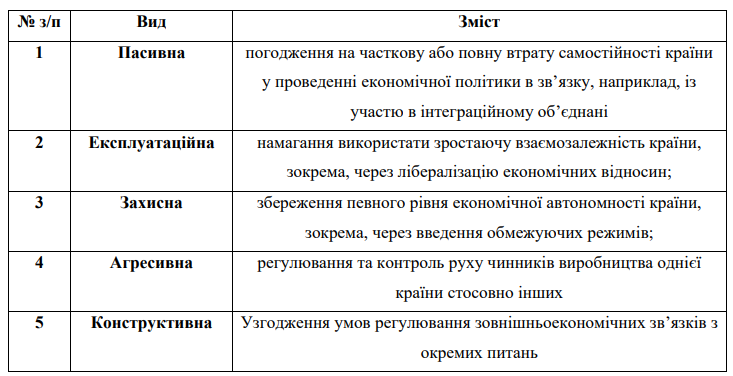 № з/п Вид Зміст
1 Пасивна погодження на часткову або повну втрату самостійності країни
у проведенні економічної політики в зв’язку, наприклад, із
участю в інтеграційному об’єднані
2 Експлуатаційна намагання використати зростаючу взаємозалежність країни,
зокрема, через лібералізацію економічних відносин;
3 Захисна збереження певного рівня економічної автономності країни,
зокрема, через введення обмежуючих режимів;
4 Агресивна регулювання та контроль руху чинників виробництва однієї
країни стосовно інших
5 Конструктивна Узгодження умов регулювання зовнішньоекономічних зв’язків з
окремих питань